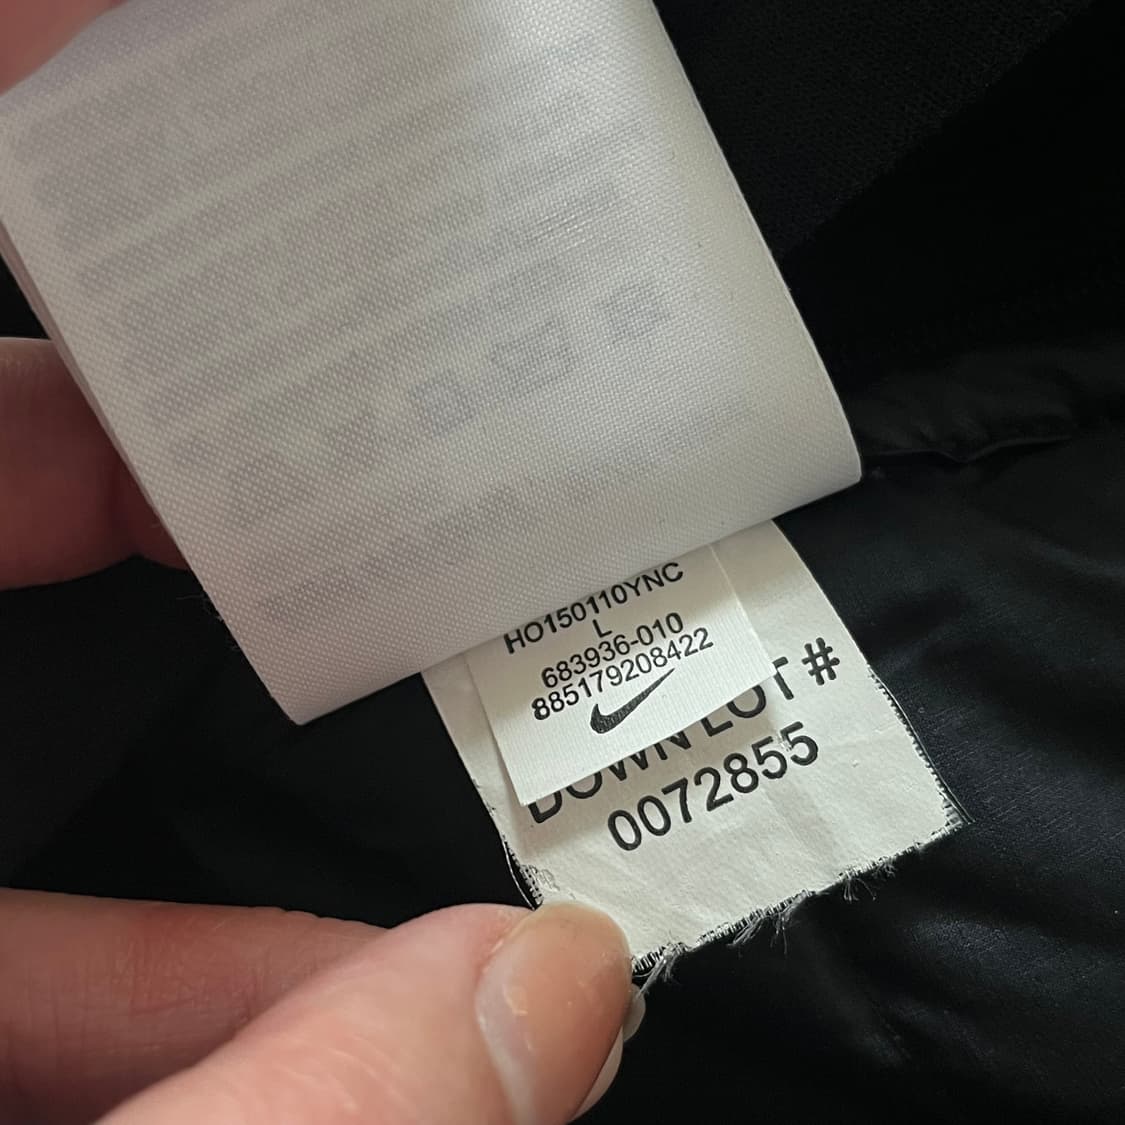 HO150110YNC
L
683936-010
885179208422
DOWN LOT #
0072855